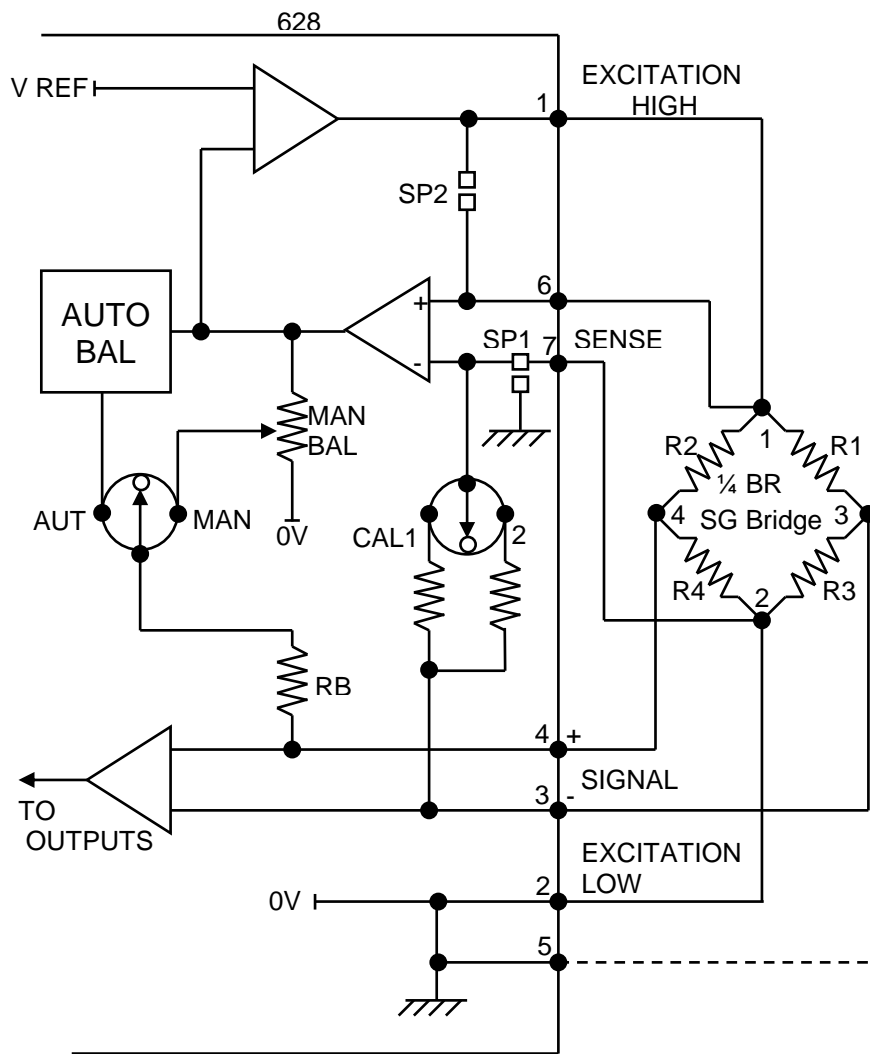 628
V REF
EXCITATION
HIGH
1
SP2
6
AUTO
BAL
+
-
SP1
7
SENSE
MAN
BAL
1
R2
R1
¼ BR
SG Bridge
4
3
R4
R3
2
AUT
MAN
0V
CAL1
2
RB
4
+
SIGNAL
3
-
TO
OUTPUTS
EXCITATION
LOW
0V
2
5